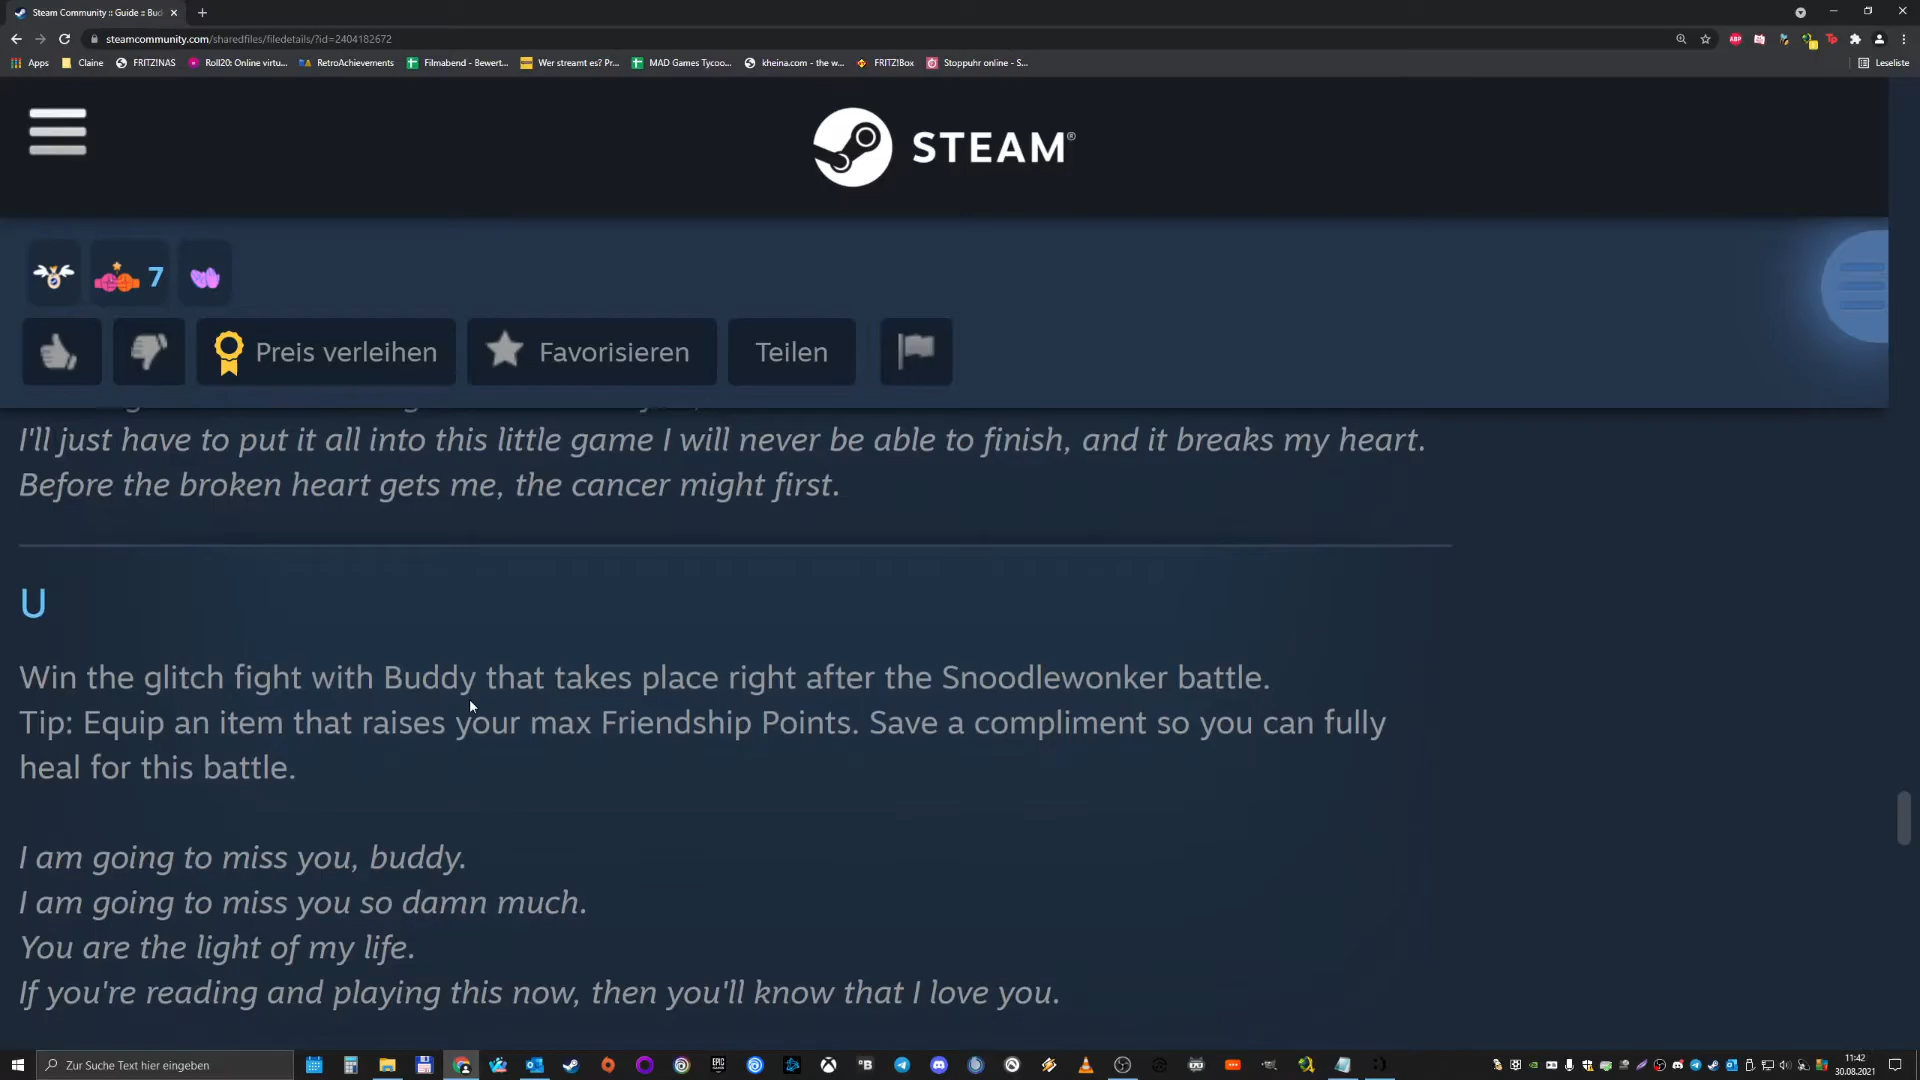 Steam Community :: Guide :: Bud
steamcommunity.com/sharedfiles/filedetails/?id=2404182672
Apps Claine FRITZ!NAS Roll20: Online virtu... RetroAchievements Filmabend - Bewert... Wer streamt es? Pr... MAD Games Tycoo... kheina.com - the w... FRITZ!Box Stoppuhr online - S... Leseliste
STEAM®
7
Preis verleihen Favorisieren Teilen
I'll just have to put it all into this little game I will never be able to finish, and it breaks my heart.
Before the broken heart gets me, the cancer might first.
U
Win the glitch fight with Buddy that takes place right after the Snoodlewonker battle.
Tip: Equip an item that raises your max Friendship Points. Save a compliment so you can fully
heal for this battle.
I am going to miss you, buddy.
I am going to miss you so damn much.
You are the light of my life.
If you're reading and playing this now, then you'll know that I love you.
Zur Suche Text hier eingeben
11:42
30.08.2021